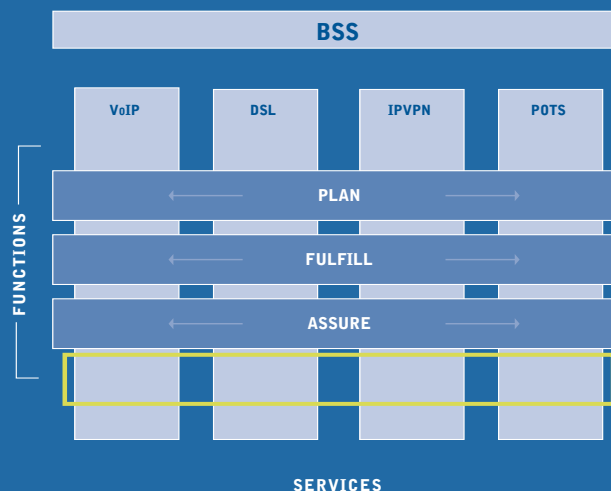 BSS
VoIP DSL IPVPN POTS
PLAN
FULFILL
ASSURE
FUNCTIONS
SERVICES